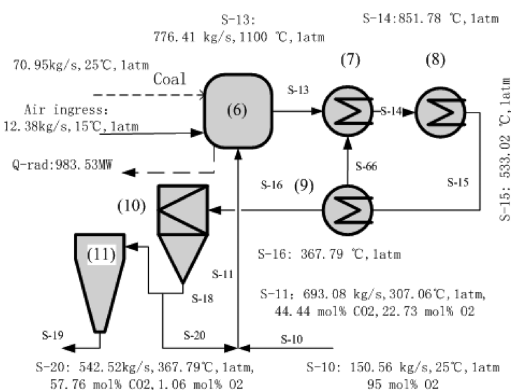 S-13:
776.41 kg/s,1100 ℃,1atm
S-14:851.78 ℃,1atm
70.95kg/s,25℃,1atm
Coal
(7)
(8)
(6)
S-13
S-14
Air ingress:
12.38kg/s,15℃,1atm
Q-rad:983.53MW
S-66
S-15
S-15: 533.02 ℃,1atm
(10)
S-16
(9)
(11)
S-11
S-16: 367.79 ℃,1atm
S-18
S-11: 693.08 kg/s,307.06℃,1atm,
44.44 mol% CO2,22.73 mol% O2
S-19
S-20
S-10
S-20: 542.52kg/s,367.79℃,1atm,
57.76 mol% CO2,1.06 mol% O2
S-10: 150.56 kg/s,25℃,1atm
95 mol% O2